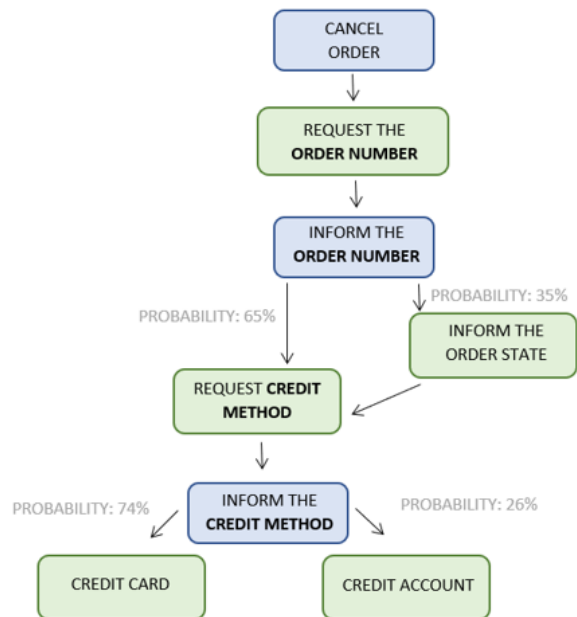 CANCEL
ORDER
REQUEST THE
ORDER NUMBER
INFORM THE
ORDER NUMBER
PROBABILITY: 65%
PROBABILITY: 35%
INFORM THE
ORDER STATE
REQUEST CREDIT
METHOD
PROBABILITY: 74%
INFORM THE
CREDIT METHOD
PROBABILITY: 26%
CREDIT CARD
CREDIT ACCOUNT